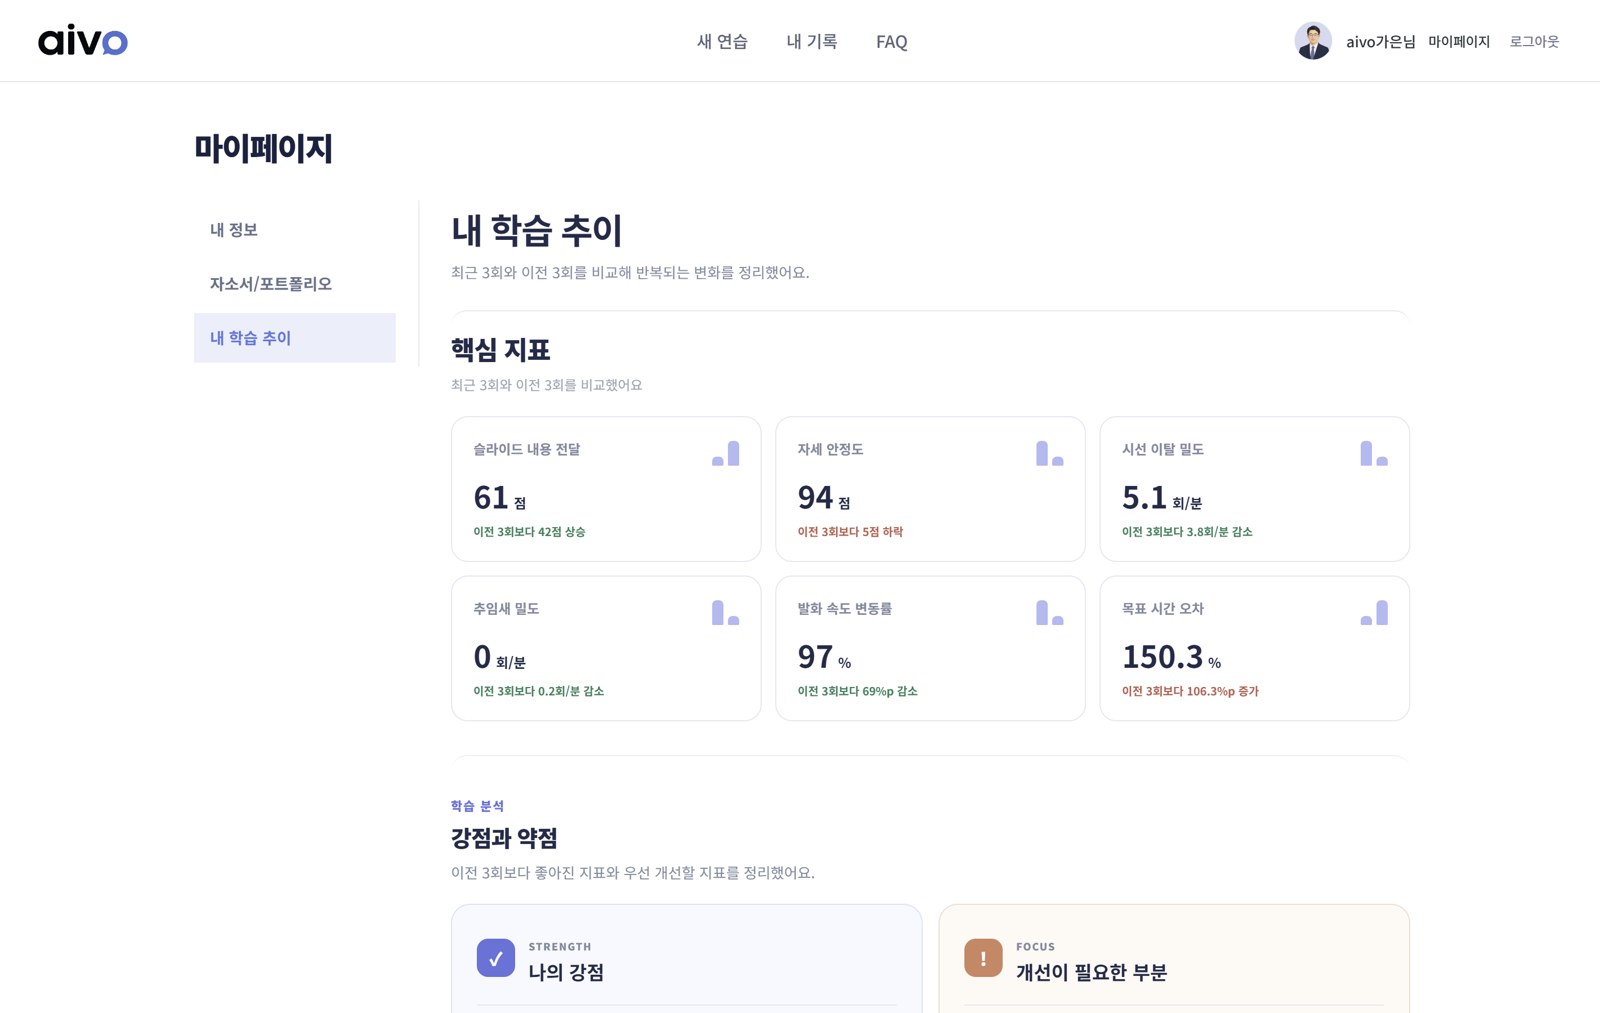 aivo
새 연습
내 기록
FAQ
aivo가은님
마이페이지
로그아웃
마이페이지
내 정보
자소서/포트폴리오
내 학습 추이
내 학습 추이
최근 3회와 이전 3회를 비교해 반복되는 변화를 정리했어요.
핵심 지표
최근 3회와 이전 3회를 비교했어요
슬라이드 내용 전달
61 점
이전 3회보다 42점 상승
자세 안정도
94 점
이전 3회보다 5점 하락
시선 이탈 밀도
5.1 회/분
이전 3회보다 3.8회/분 감소
추임새 밀도
0 회/분
이전 3회보다 0.2회/분 감소
발화 속도 변동률
97 %
이전 3회보다 69%p 감소
목표 시간 오차
150.3 %
이전 3회보다 106.3%p 증가
학습 분석
강점과 약점
이전 3회보다 좋아진 지표와 우선 개선할 지표를 정리했어요.
STRENGTH
나의 강점
!
FOCUS
개선이 필요한 부분